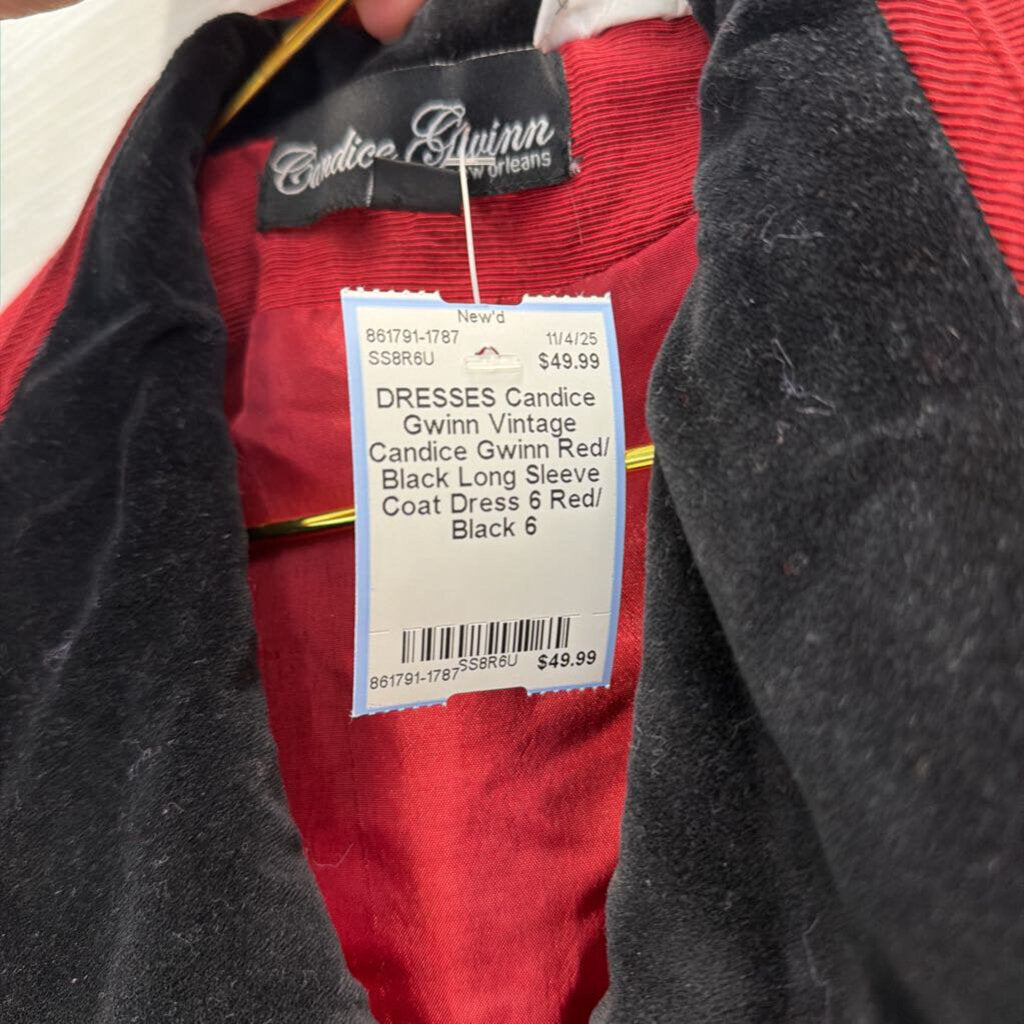 Candice Gwinn
w Orleans
New'd
861791-1787 11/4/25
SS8R6U $49.99
DRESSES Candice
Gwinn Vintage
Candice Gwinn Red/
Black Long Sleeve
Coat Dress 6 Red/
Black 6
861791-1787 SS8R6U $49.99